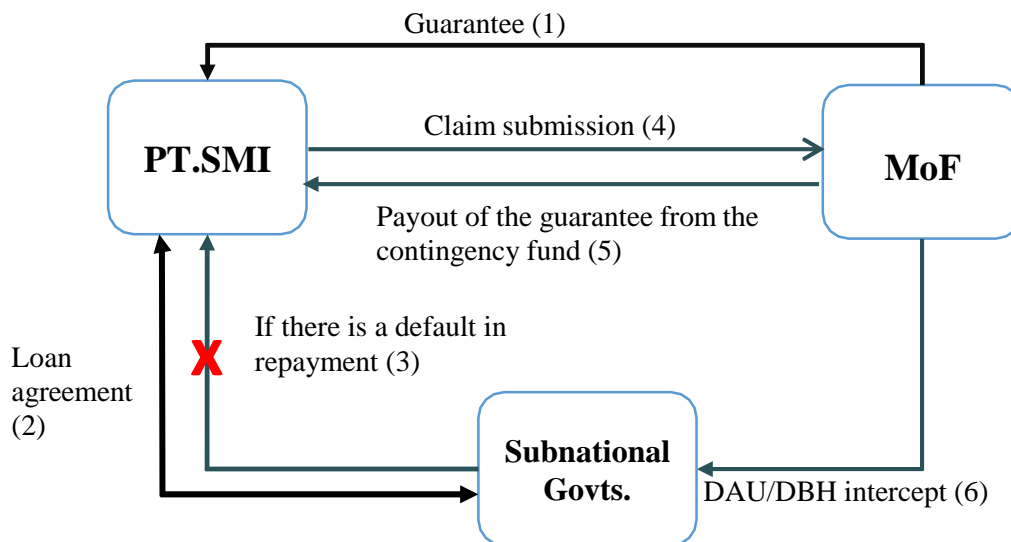 Guarantee (1)
PT.SMI
Claim submission (4)
MoF
Payout of the guarantee from the
contingency fund (5)
If there is a default in
repayment (3)
Loan
agreement
(2)
Subnational
Govts.
DAU/DBH intercept (6)